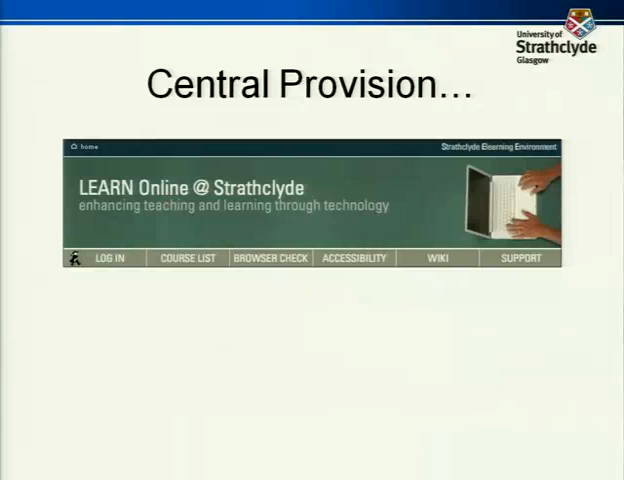 University of
Strathclyde
Glasgow
Central Provision...
home
Strathclyde Elearning Environment
LEARN Online @ Strathclyde
enhancing teaching and learning through technology
LOG IN
COURSE LIST
BROWSER CHECK
ACCESSIBILITY
WIKI
SUPPORT